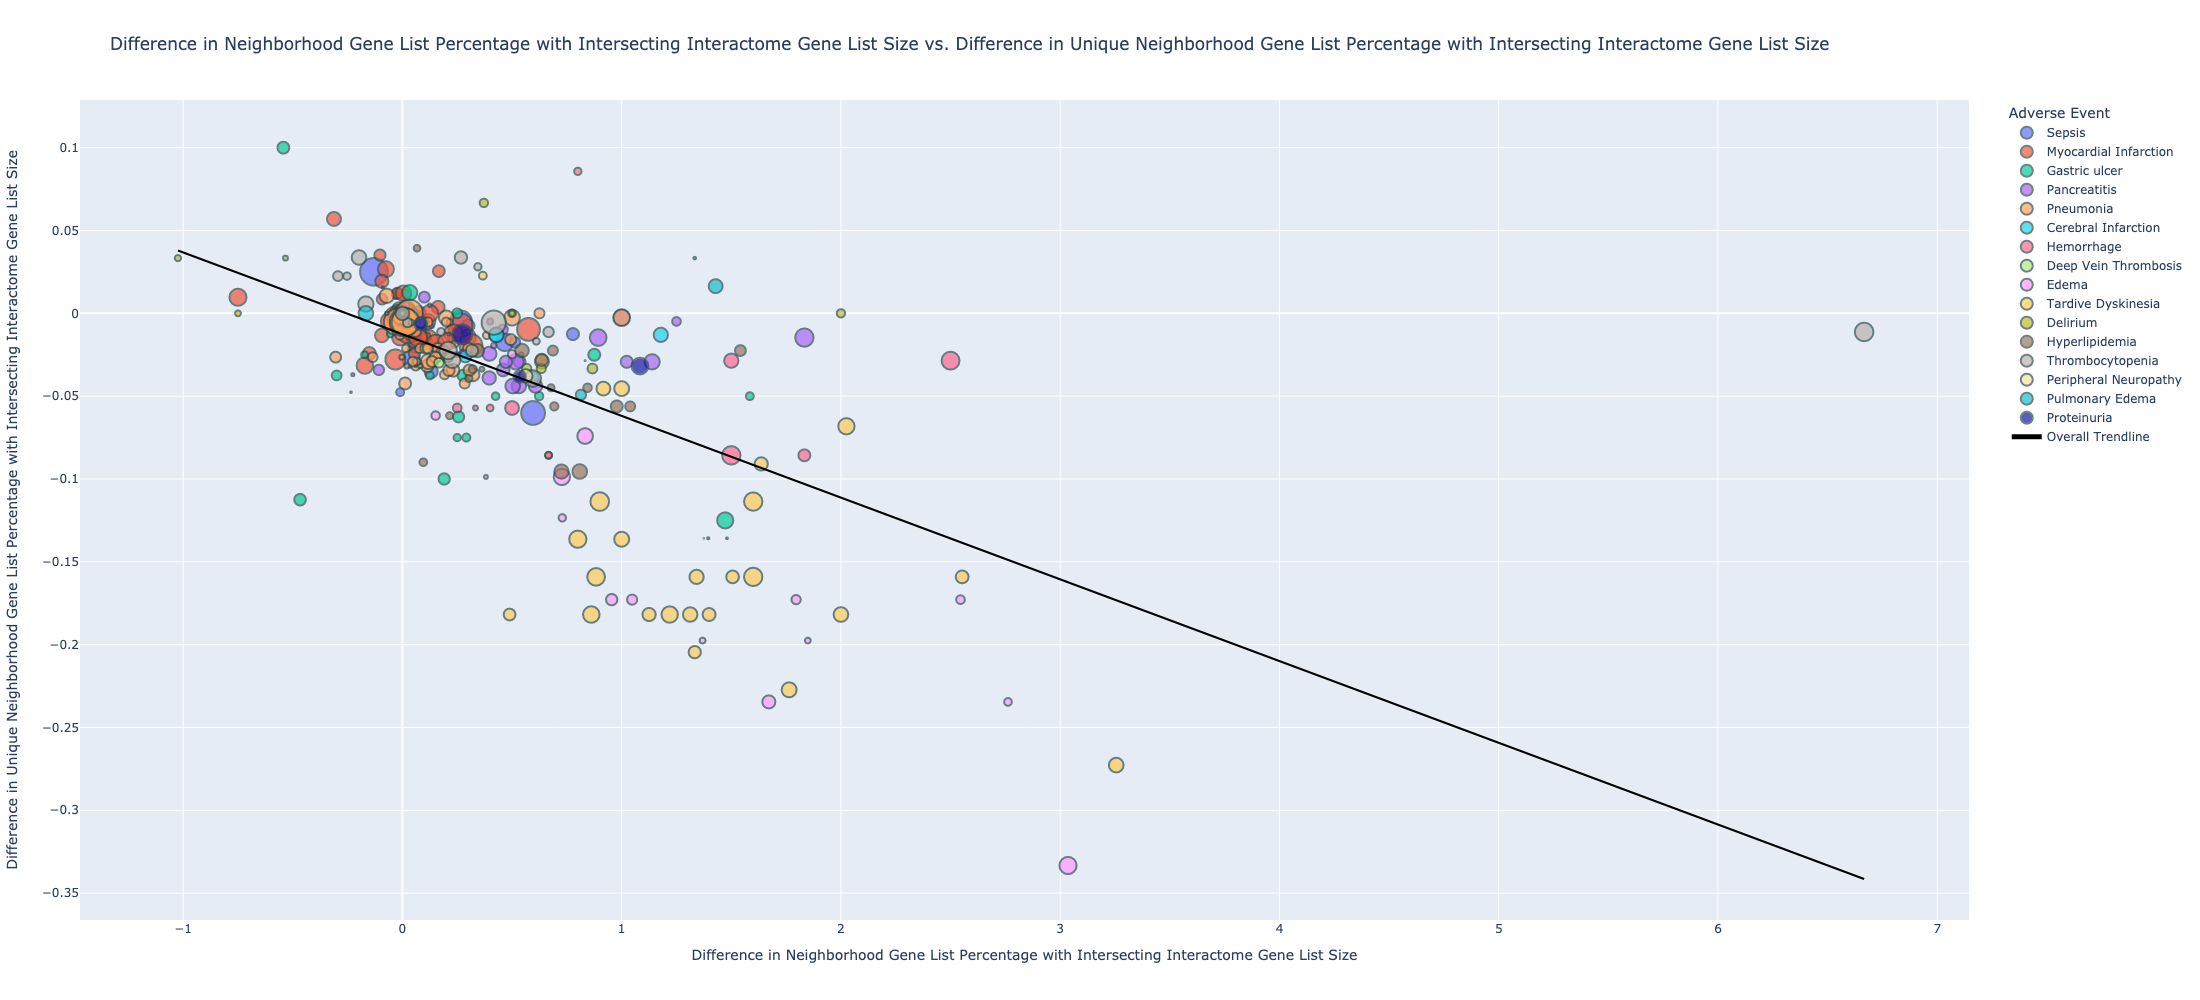 Difference in Neighborhood Gene List Percentage with Intersecting Interactome Gene List Size vs. Difference in Unique Neighborhood Gene List Percentage with Intersecting Interactome Gene List Size
Difference in Unique Neighborhood Gene List Percentage with Intersecting Interactome Gene List Size
0.1
0.05
0
−0.05
−0.1
−0.15
−0.2
−0.25
−0.3
−0.35
−1
0
1
2
3
4
5
6
7
Difference in Neighborhood Gene List Percentage with Intersecting Interactome Gene List Size
Adverse Event
Sepsis
Myocardial Infarction
Gastric ulcer
Pancreatitis
Pneumonia
Cerebral Infarction
Hemorrhage
Deep Vein Thrombosis
Edema
Tardive Dyskinesia
Delirium
Hyperlipidemia
Thrombocytopenia
Peripheral Neuropathy
Pulmonary Edema
Proteinuria
Overall Trendline